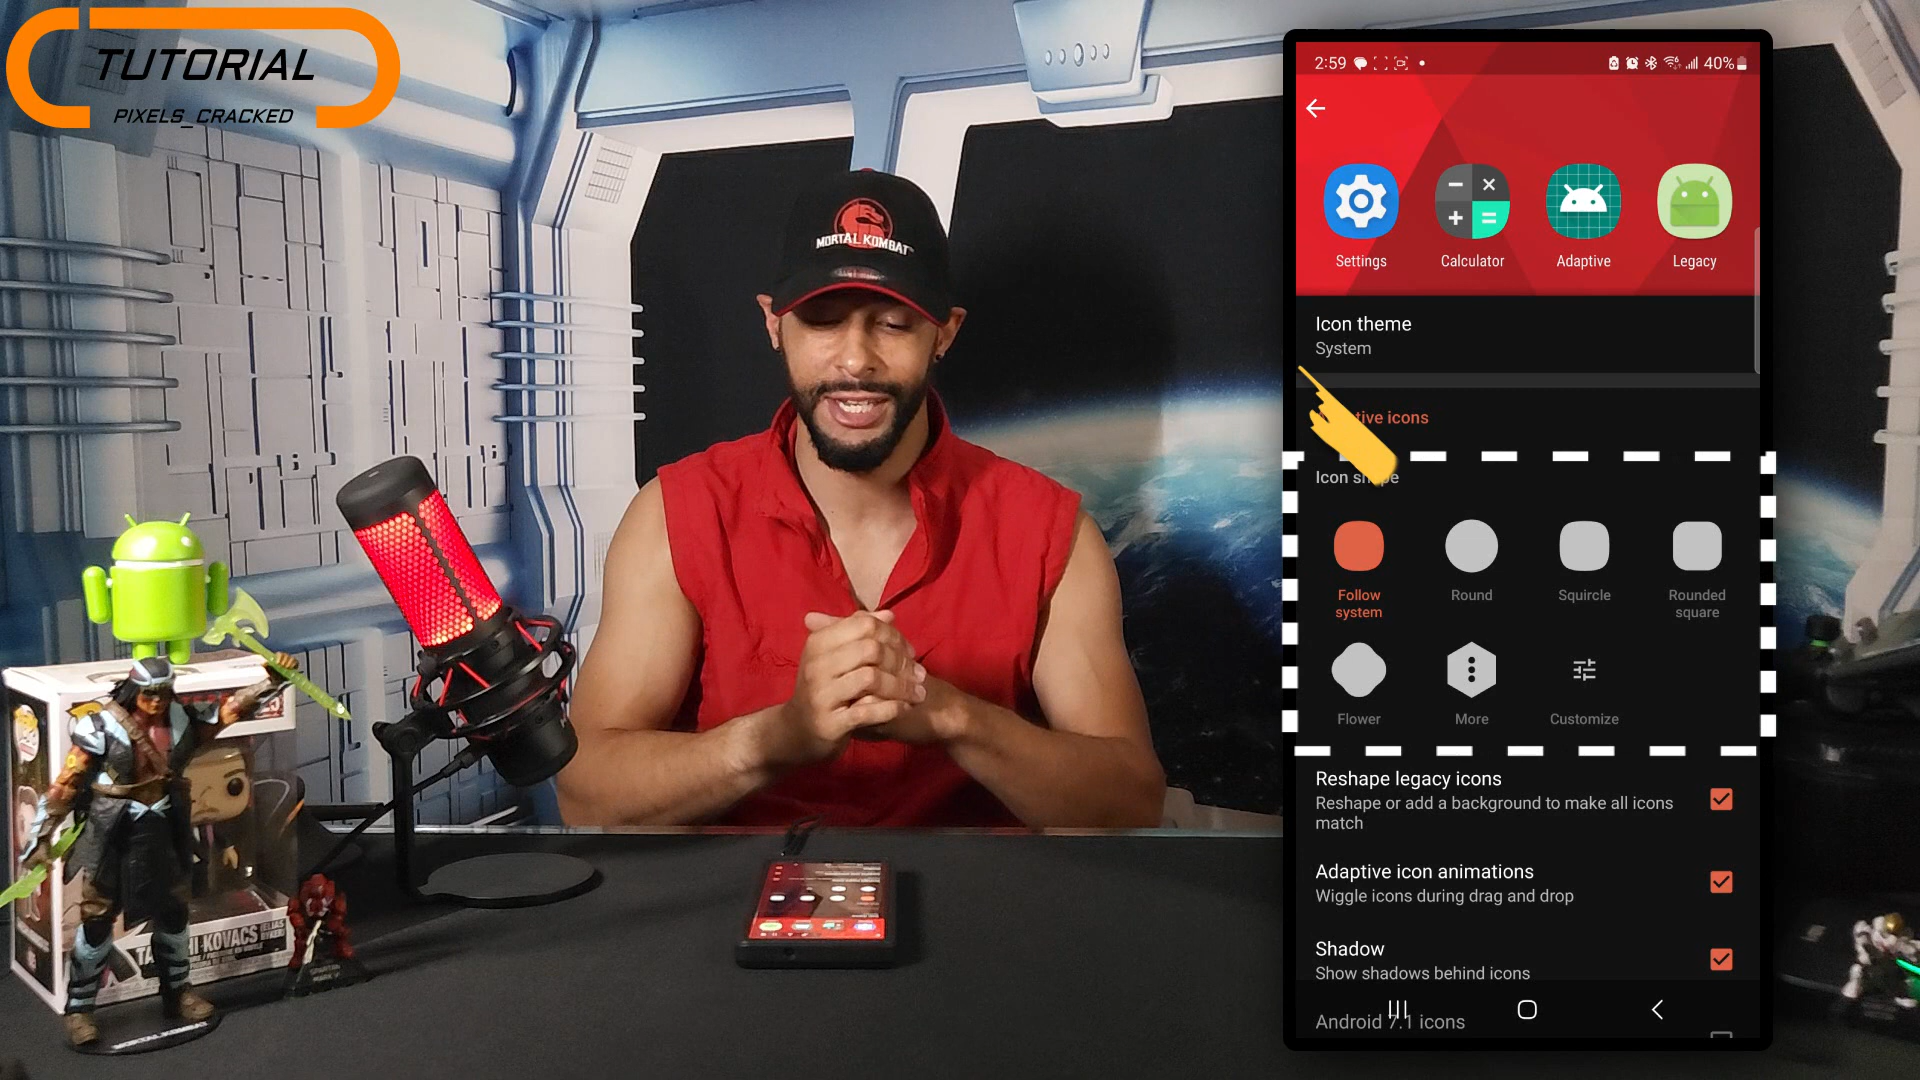 TUTORIAL
PIXELS_CRACKED
MORTAL KOMBAT
HI KOVACS
2:59
40%
Settings
Calculator
Adaptive
Legacy
Icon theme
System
tive icons
Icon sh pe
Follow
system
Round
Squircle
Rounded
square
Flower
More
Customize
Reshape legacy icons
Reshape or add a background to make all icons
match
Adaptive icon animations
Wiggle icons during drag and drop
Shadow
Show shadows behind icons
Android 7.1 icons